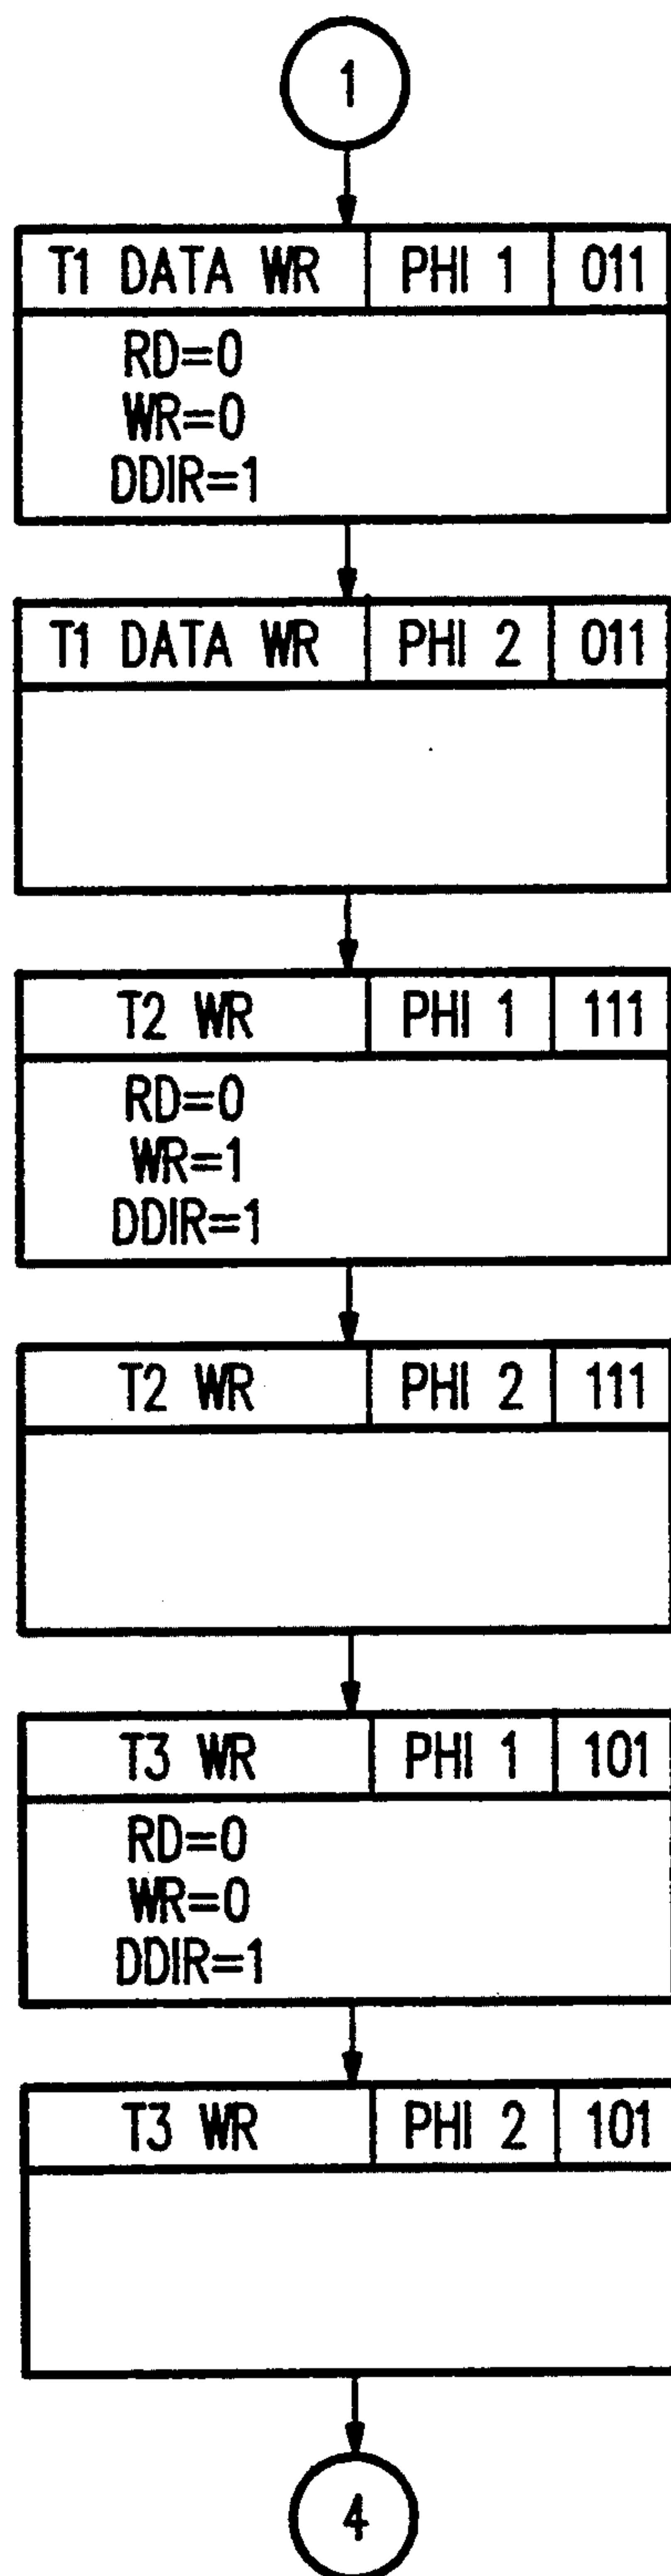 1
T1 DATA WR PHI 1 011
RD=0
WR=0
DDIR=1
T1 DATA WR PHI 2 011
T2 WR PHI 1 111
RD=0
WR=1
DDIR=1
T2 WR PHI 2 111
T3 WR PHI 1 101
RD=0
WR=0
DDIR=1
T3 WR PHI 2 101
4